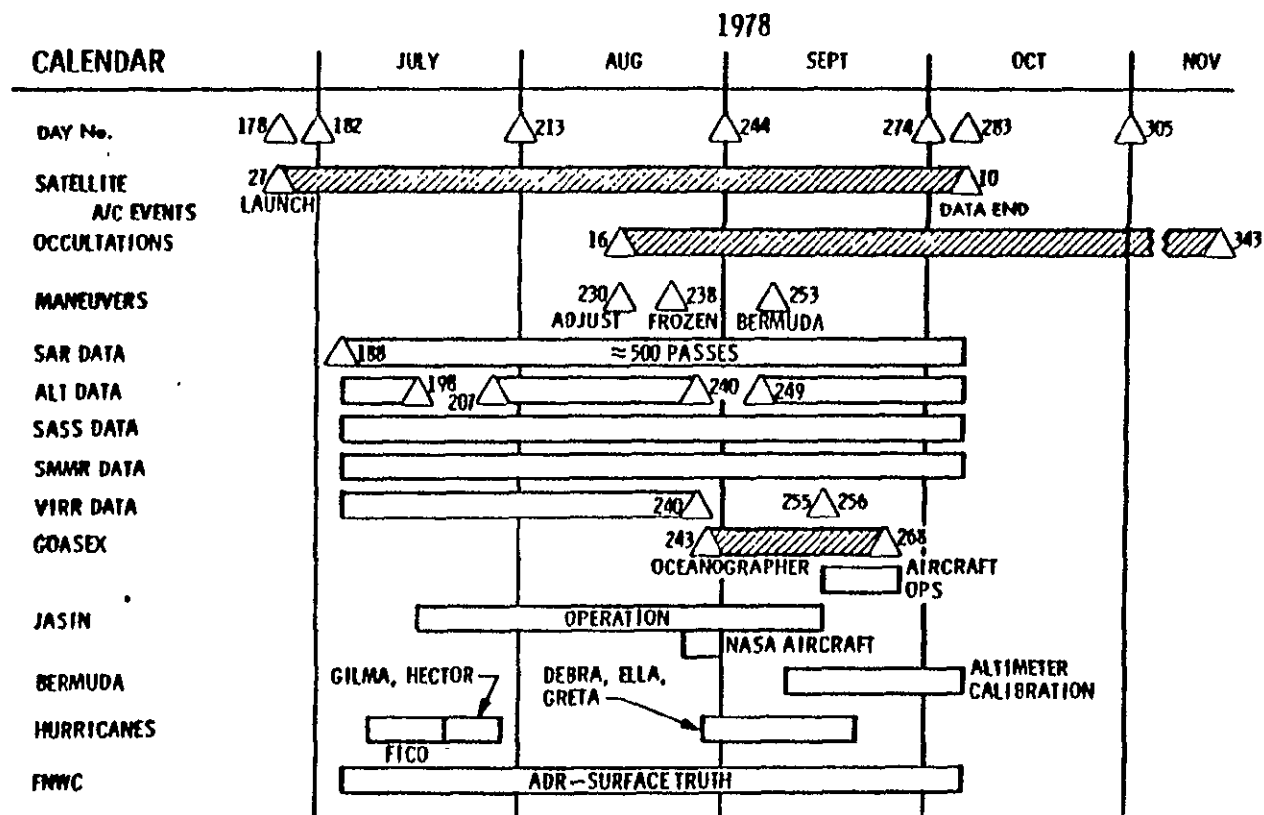 1978
CALENDAR JULY AUG SEPT OCT NOV
DAY No. 178 182 213 244 274 283 305
SATELLITE 27 10
A/C EVENTS LAUNCH DATA END
OCCULTATIONS 16 343
MANEUVERS 230 238 253
ADJUST FROZEN BERMUDA
SAR DATA 188 ≈500 PASSES
ALT DATA 198 207 240 249
SASS DATA
SMMR DATA
VIRR DATA 240 255 256
GOASEX 243 268
OCEANOGRAPHER AIRCRAFT
OPS
JASIN OPERATION
NASA AIRCRAFT
BERMUDA ALTIMETER
CALIBRATION
GILMA, HECTOR DEBRA, ELLA,
GRETA
HURRICANES
FICO
FNWC ADR-SURFACE TRUTH